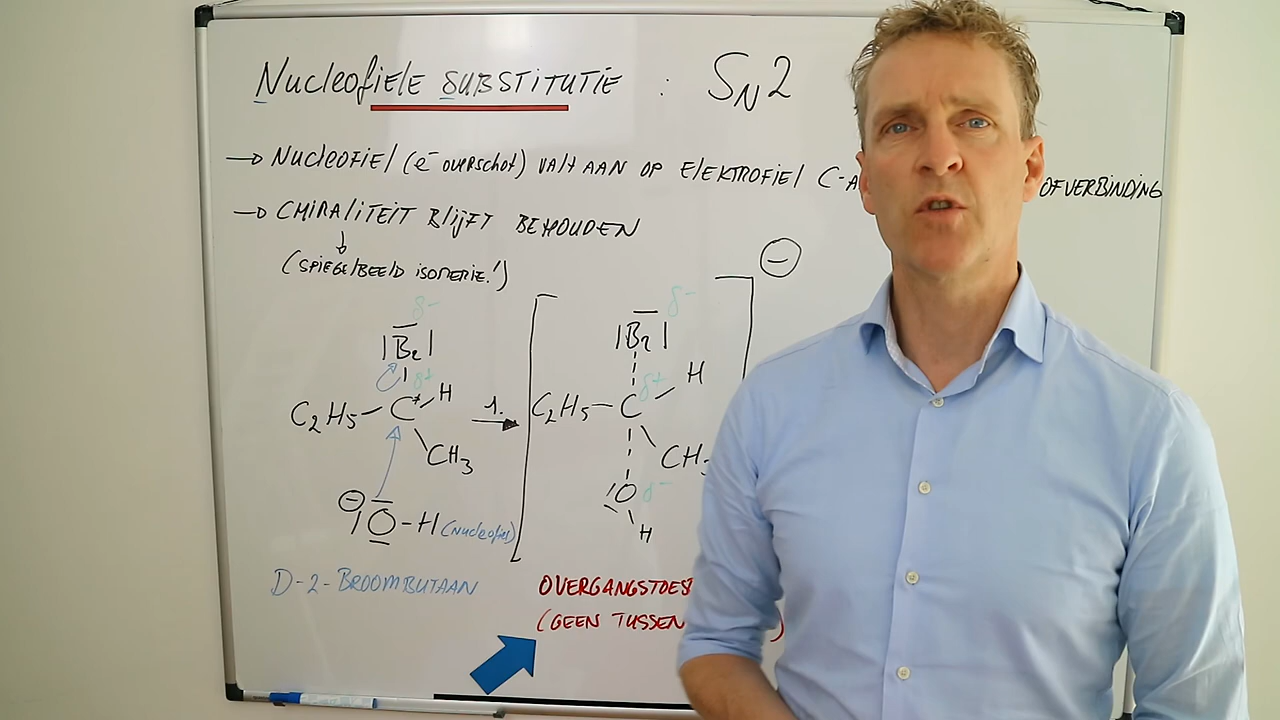 NUCLEOFIELE SUBSTITUTIE : SN2
→ NUCLEOFIEL (e⁻ OVERSCHOT) VALT AAN OP ELEKTROFIEL C-A OFVERBINDING
→ CHIRALITEIT BLIJFT BEHOUDEN
↓
(SPIEGELBEELD ISOMERIE!)
⊖
δ- δ-
|Br| |Br|
δ+ H δ+ H
C2H5 - C* 1. → C2H5 - C
CH3 CH3
⊖ |O - H (Nucleofiel) O δ-
H
D-2-BROOMBUTAAN OVERGANGSTOES
(GEEN TUSSEN )